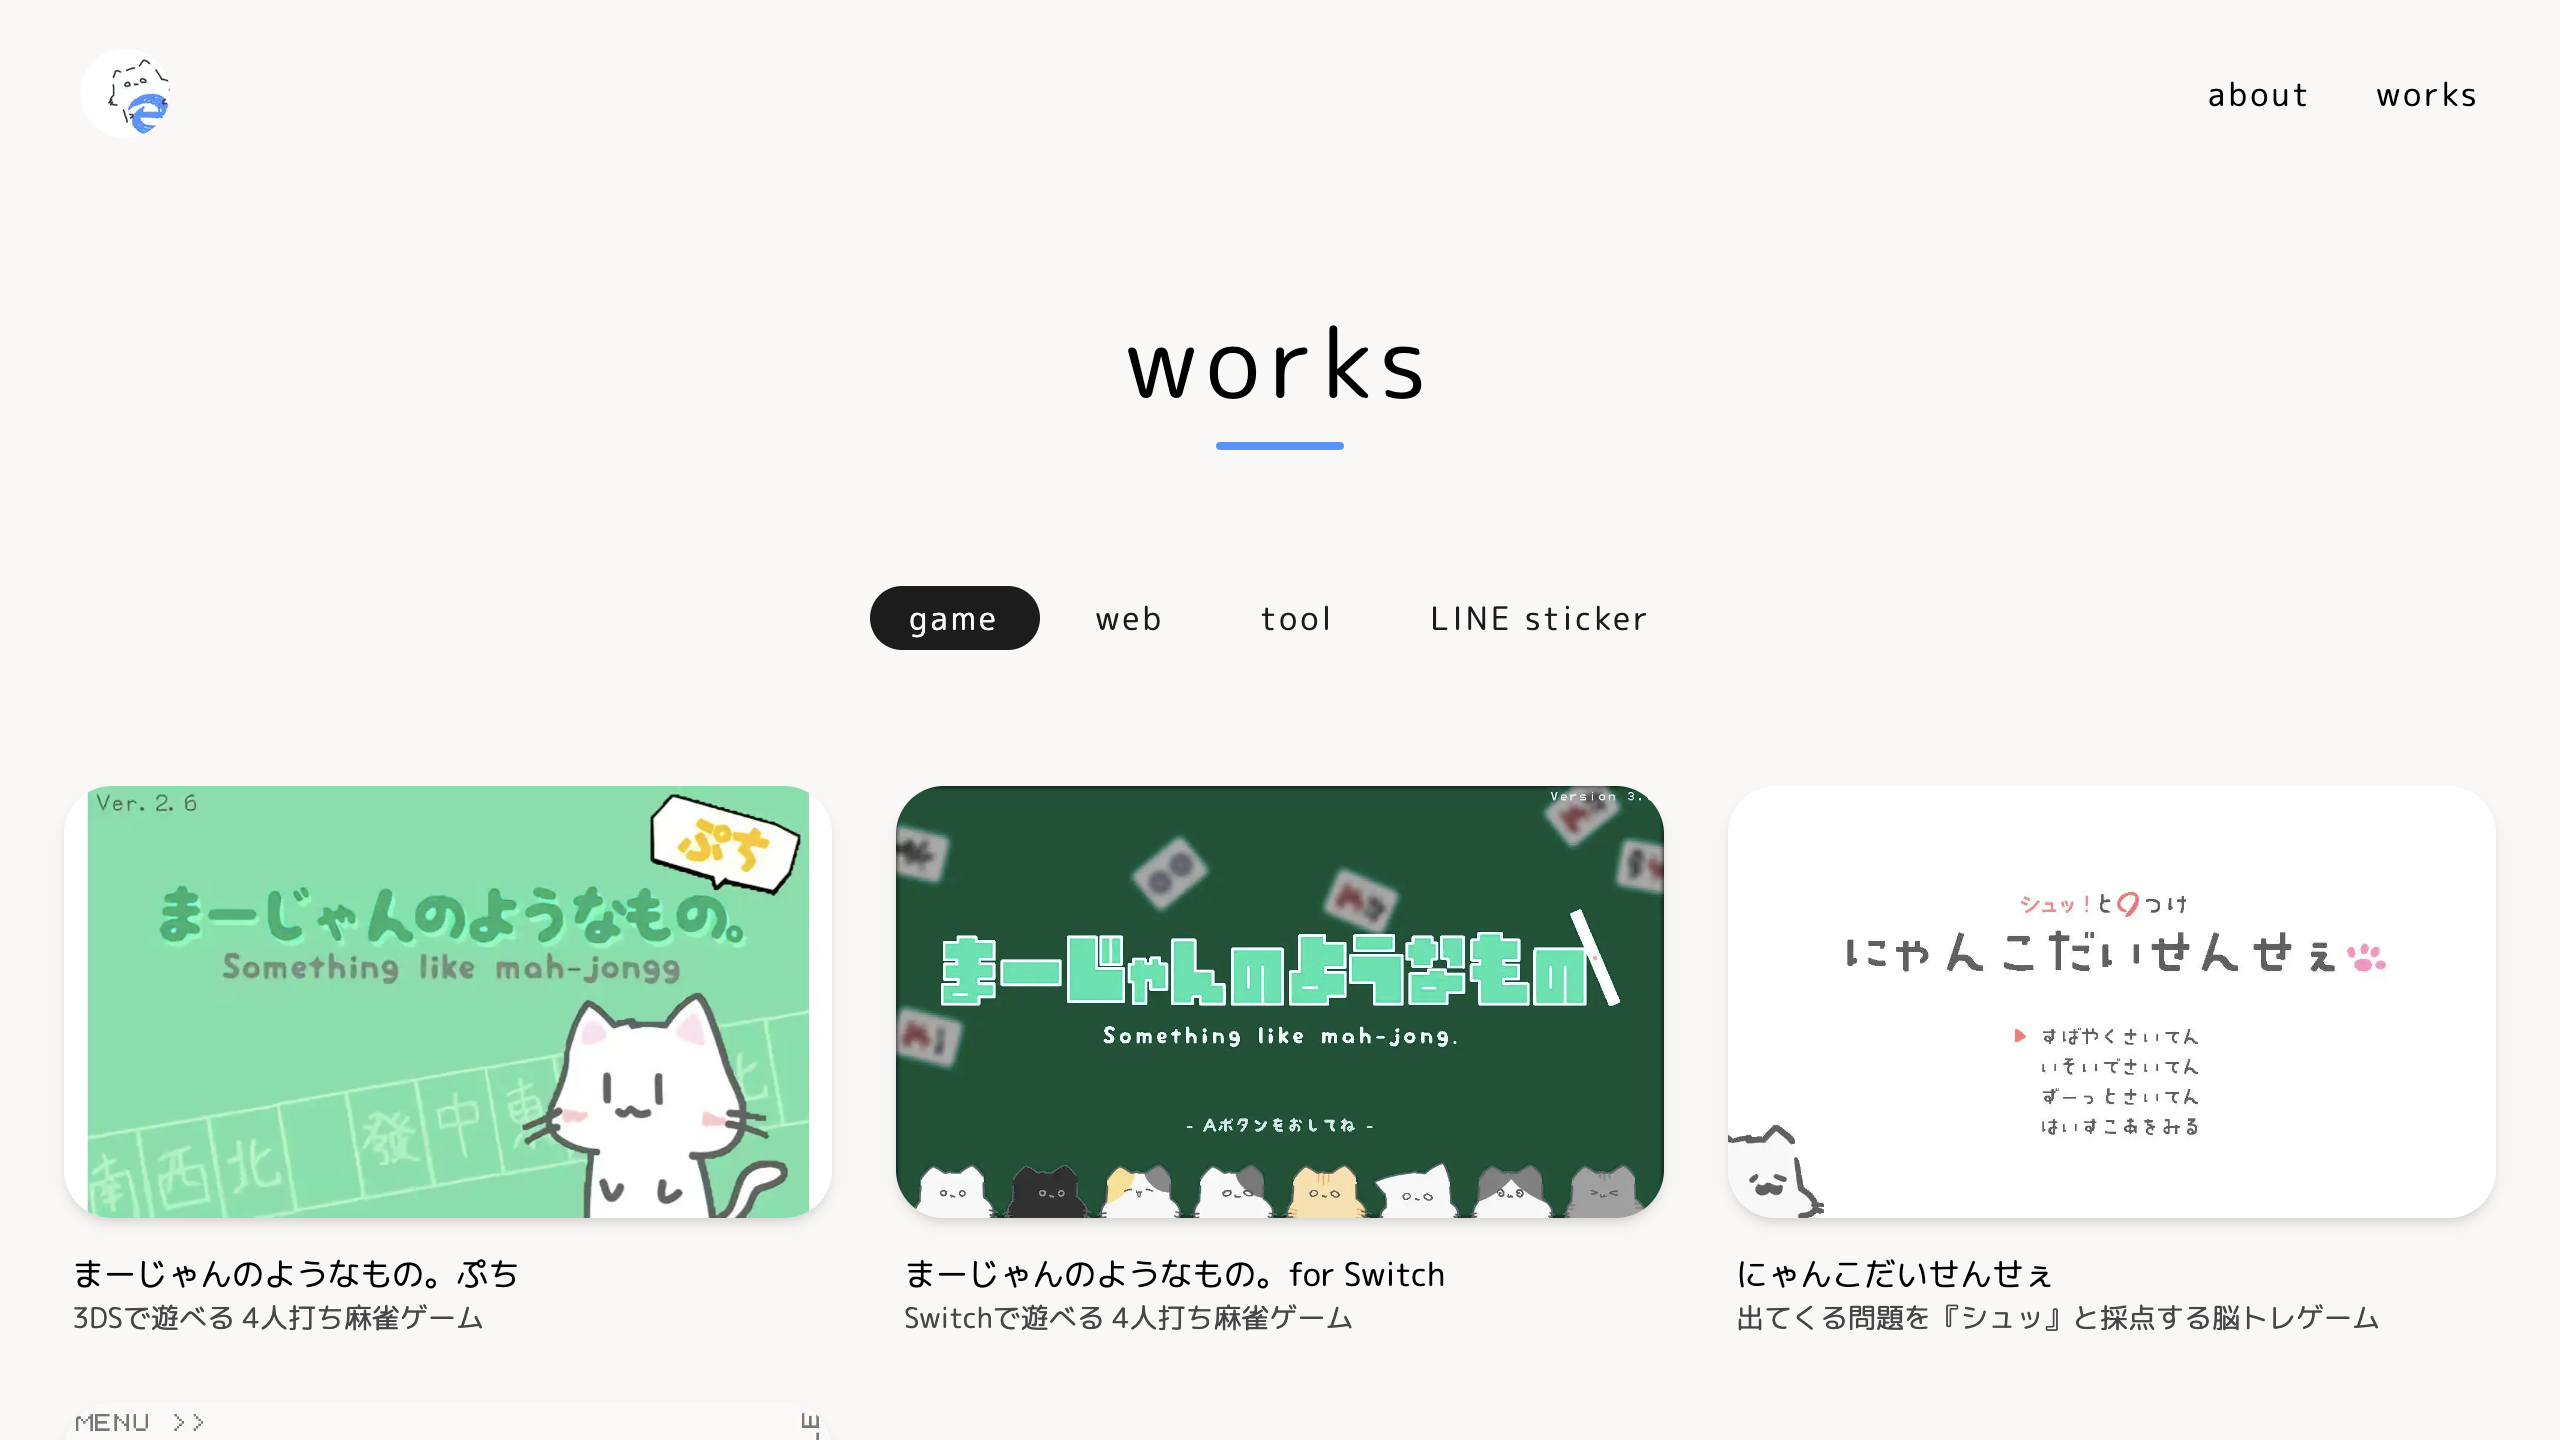 about works
works
game web tool LINE sticker
Ver. 2. 6
ぷち
まーじゃんのようなもの。
Something like mah-jongg
南 西 北 發 中 東 北
まーじゃんのようなもの。ぷち
3DSで遊べる 4人打ち麻雀ゲーム
Version 3.
まーじゃんのようなもの
Something like mah-jong.
- Aボタンをおしてね -
まーじゃんのようなもの。for Switch
Switchで遊べる 4人打ち麻雀ゲーム
シュッ!と〇つけ
にゃんこだいせんせぇ
すばやくさいてん
いそいでさいてん
ずーっとさいてん
はいすこあをみる
にゃんこだいせんせぇ
出てくる問題を『シュッ』と採点する脳トレゲーム
MENU >>